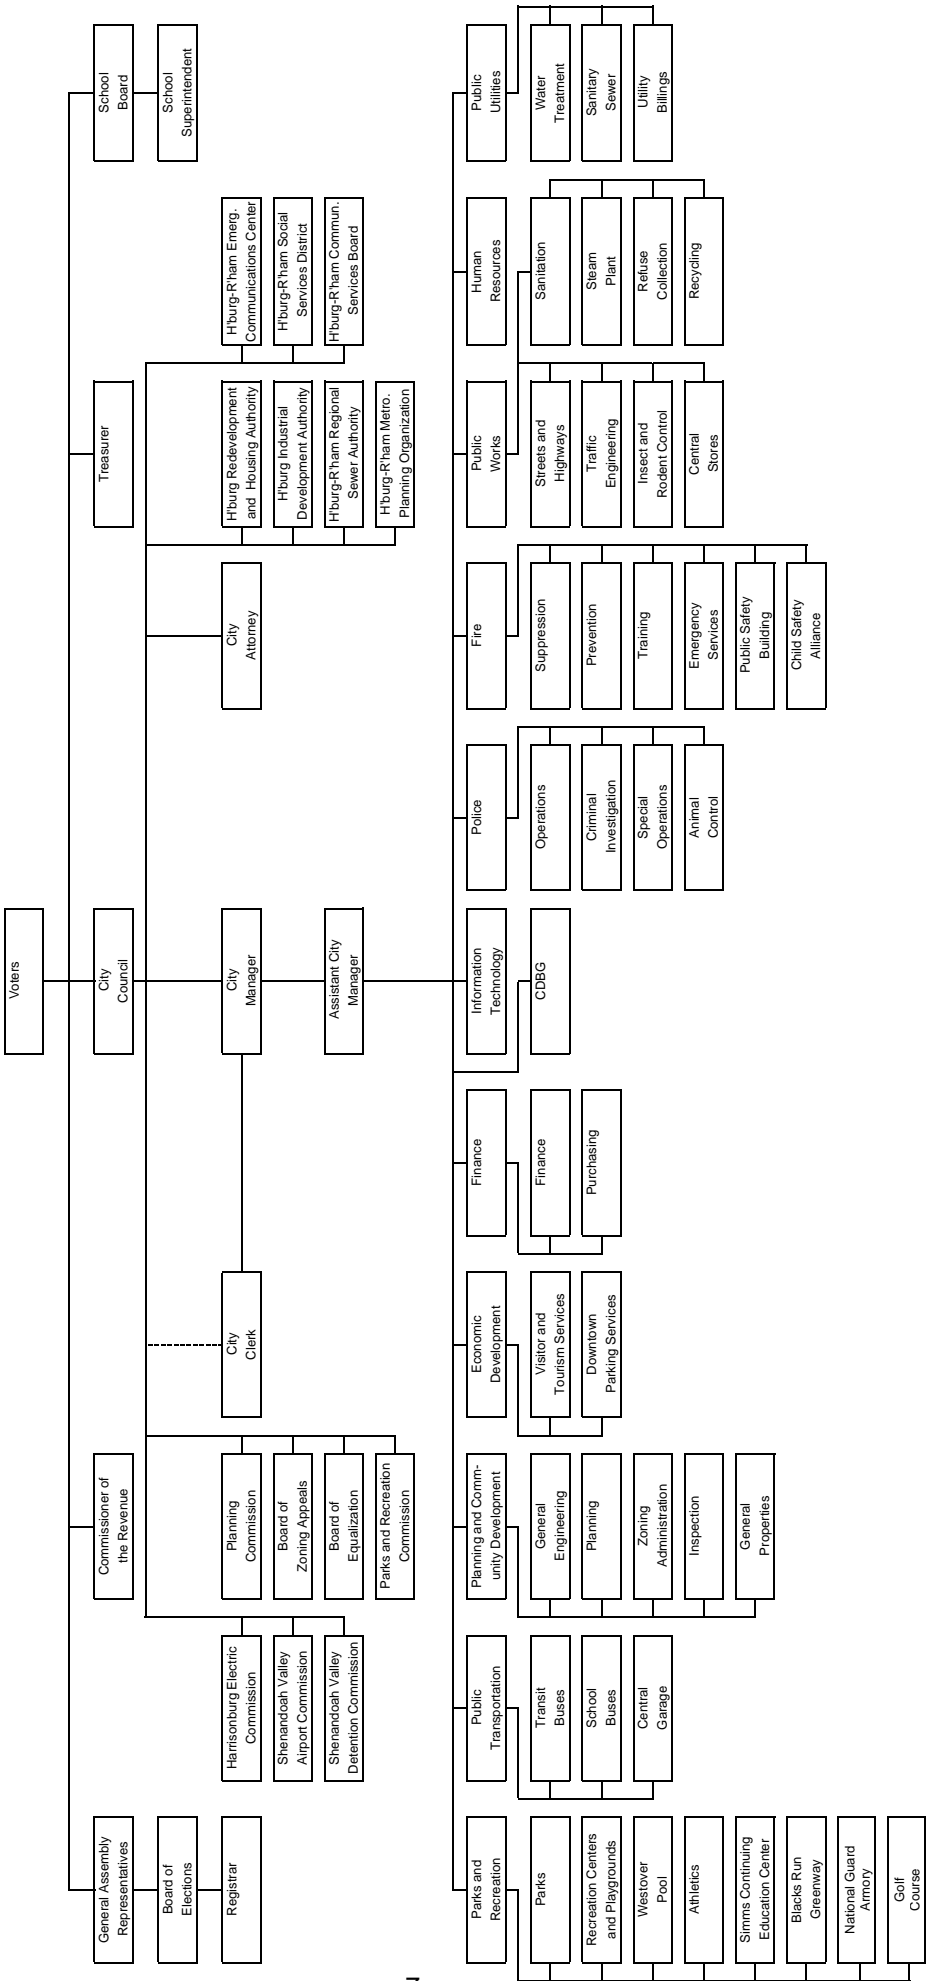 Voters
General Assembly
Representatives
Commissioner of
the Revenue
City
Council
Treasurer
School
Board
Board of
Elections
School
Superintendent
Registrar
Harrisonburg Electric
Commission
Shenandoah Valley
Airport Commission
Shenandoah Valley
Detention Commission
Planning
Commission
Board of
Zoning Appeals
Board of
Equalization
Parks and Recreation
Commission
City
Clerk
City
Manager
City
Attorney
H'burg Redevelopment
and Housing Authority
H'burg Industrial
Development Authority
H'burg-R'ham Regional
Sewer Authority
H'burg-R'ham Metro.
Planning Organization
H'burg-R'ham Emerg.
Communications Center
H'burg-R'ham Social
Services District
H'burg-R'ham Commun.
Services Board
Assistant City
Manager
Parks and
Recreation
Parks
Recreation Centers
and Playgrounds
Westover
Pool
Athletics
Simms Continuing
Education Center
Blacks Run
Greenway
National Guard
Armory
Golf
Course
Public
Transportation
Transit
Buses
School
Buses
Central
Garage
Planning and Comm-
unity Development
General
Engineering
Planning
Zoning
Administration
Inspection
General
Properties
Economic
Development
Visitor and
Tourism Services
Downtown
Parking Services
Finance
Finance
Purchasing
Information
Technology
CDBG
Police
Operations
Criminal
Investigation
Special
Operations
Animal
Control
Fire
Suppression
Prevention
Training
Emergency
Services
Public Safety
Building
Child Safety
Alliance
Public
Works
Streets and
Highways
Traffic
Engineering
Insect and
Rodent Control
Central
Stores
Human
Resources
Sanitation
Steam
Plant
Refuse
Collection
Recycling
Public
Utilities
Water
Treatment
Sanitary
Sewer
Utility
Billings